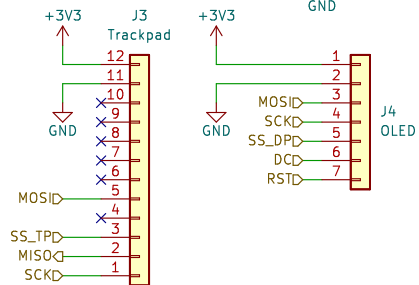 GND
+3V3
J3
Trackpad
12
11
10
9
8
7
6
5
4
3
2
1
GND
MOSI
SS_TP
MISO
SCK
+3V3
1
2
3
4
5
6
7
GND
MOSI
SCK
SS_DP
DC
RST
J4
OLED